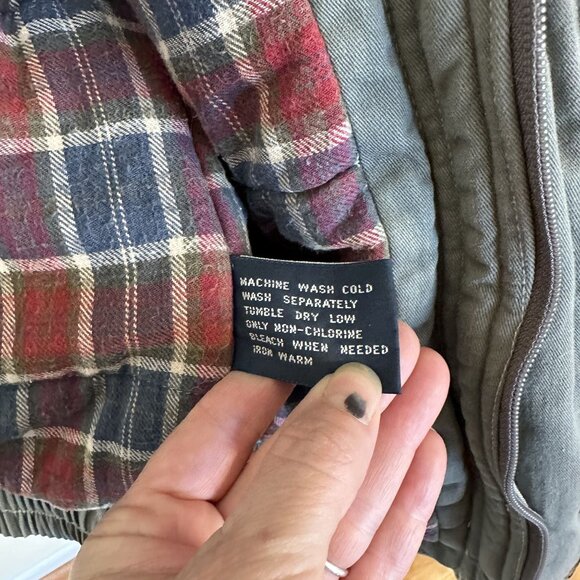 MACHINE WASH COLD
WASH SEPARATELY
TUMBLE DRY LOW
ONLY NON-CHLORINE
BLEACH WHEN NEEDED
IRON WARM